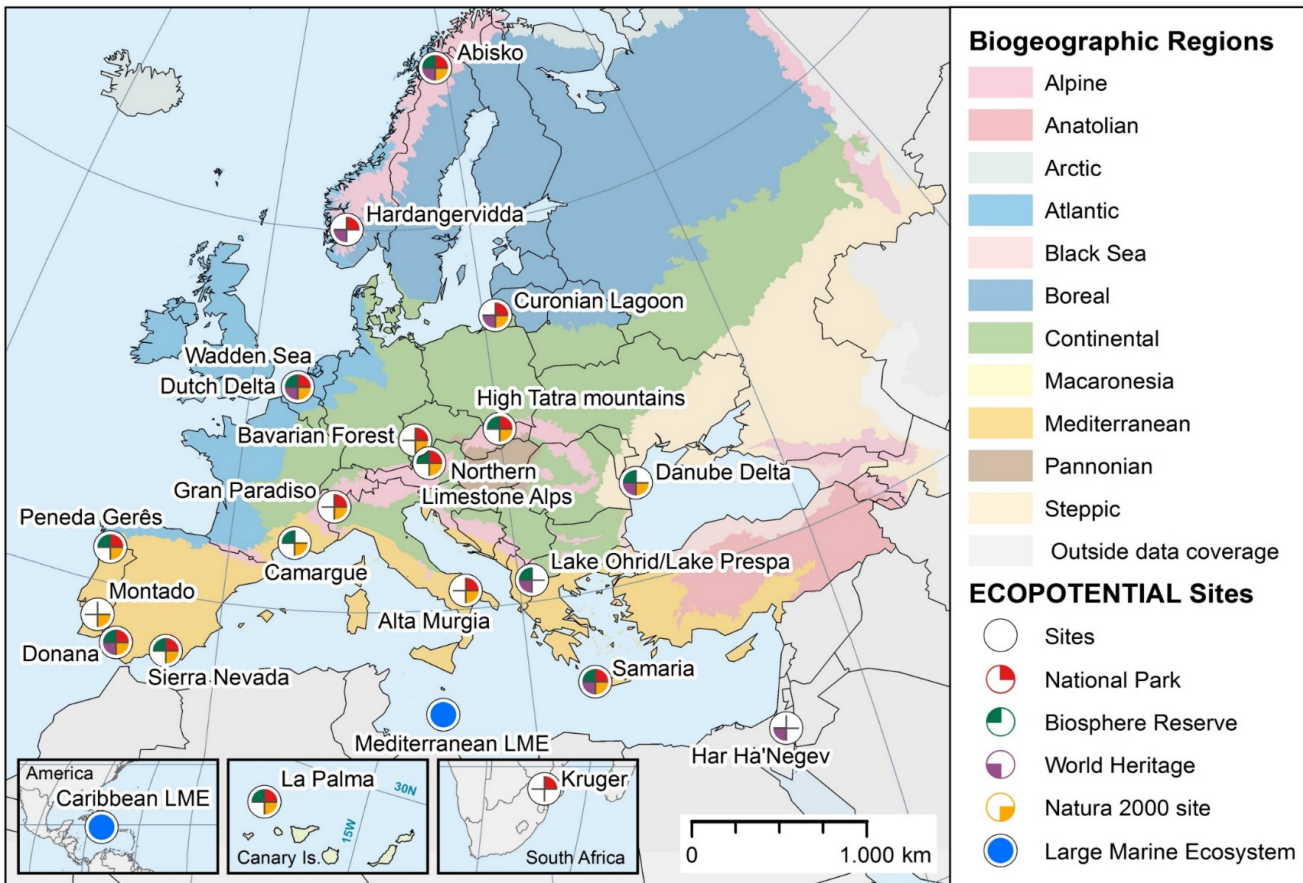 Abisko
Hardangervidda
Curonian Lagoon
Wadden Sea
Dutch Delta
High Tatra mountains
Bavarian Forest
Northern
Limestone Alps
Danube Delta
Gran Paradiso
Peneda Gerês
Camargue
Lake Ohrid/Lake Prespa
Montado
Alta Murgia
Donana
Sierra Nevada
Samaria
Mediterranean LME
Har Ha'Negev
America
Caribbean LME
La Palma
30N
15W
Canary Is.
Kruger
South Africa
0
1.000 km
Biogeographic Regions
Alpine
Anatolian
Arctic
Atlantic
Black Sea
Boreal
Continental
Macaronesia
Mediterranean
Pannonian
Steppic
Outside data coverage
ECOPOTENTIAL Sites
Sites
National Park
Biosphere Reserve
World Heritage
Natura 2000 site
Large Marine Ecosystem